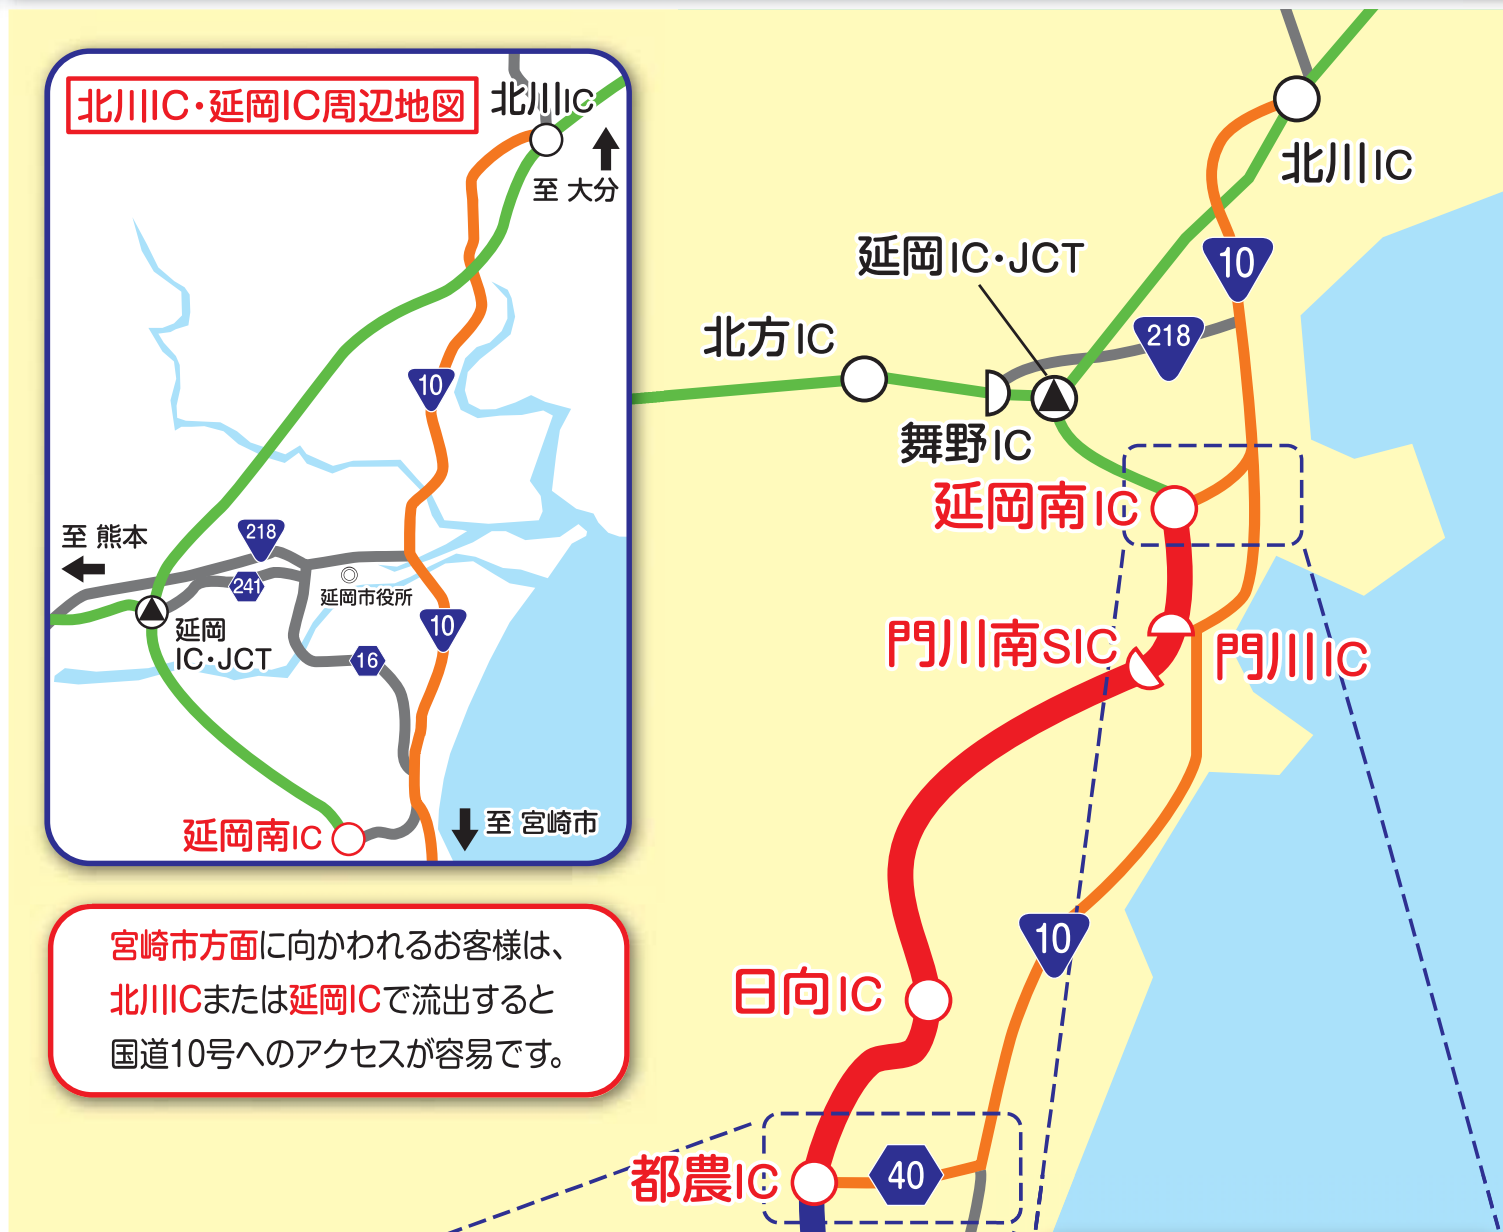 北川IC・延岡IC周辺地図
北川IC
至 大分
10
至 熊本
218
241
延岡市役所
10
延岡
IC・JCT
16
至 宮崎市
延岡南IC
宮崎市方面に向かわれるお客様は、
北川ICまたは延岡ICで流出すると
国道10号へのアクセスが容易です。
北川IC
延岡IC・JCT
10
北方IC
218
舞野IC
延岡南IC
門川南SIC
門川IC
10
日向IC
都農IC
40